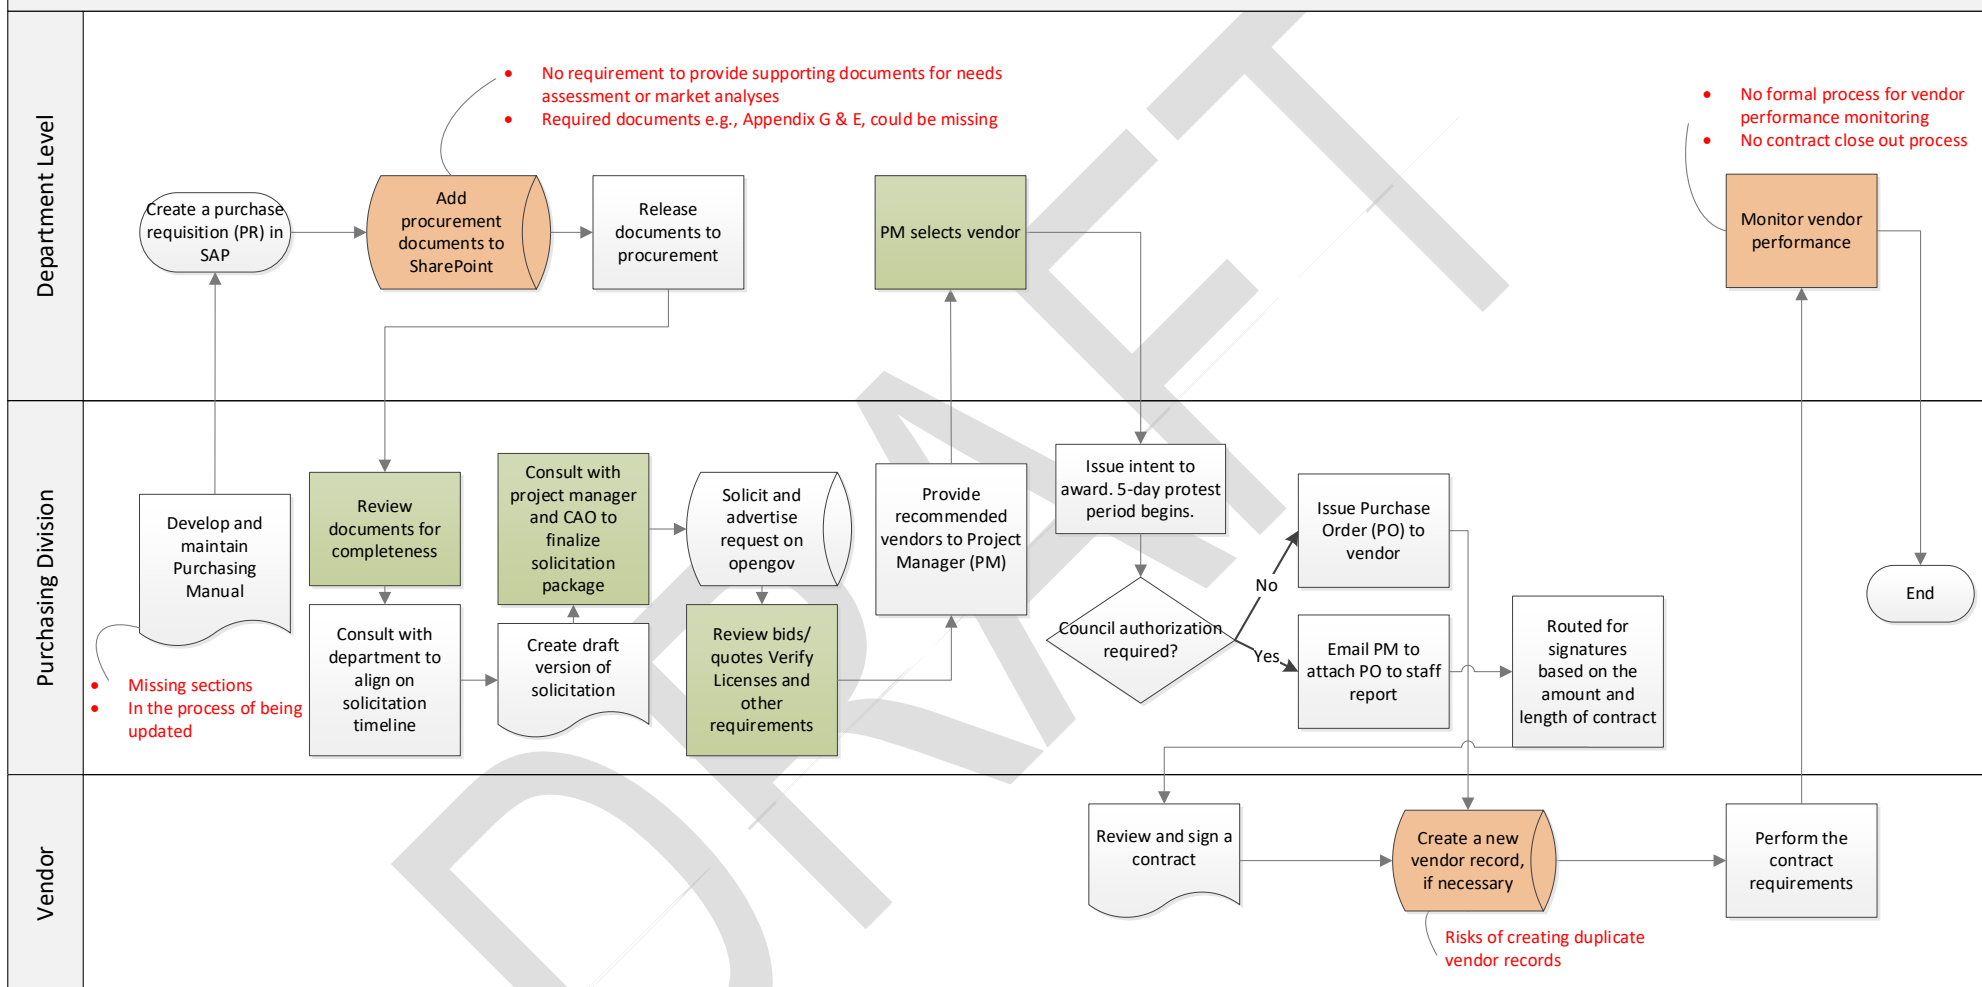 Department Level
No requirement to provide supporting documents for needs
assessment or market analyses
Required documents e.g., Appendix G & E, could be missing
No formal process for vendor
performance monitoring
No contract close out process
Create a purchase
requisition (PR) in
SAP
Add
procurement
documents to
SharePoint
Release
documents to
procurement
PM selects vendor
Monitor vendor
performance
Purchasing Division
Develop and
maintain
Purchasing
Manual
Missing sections
In the process of being
updated
Review
documents for
completeness
Consult with
department to
align on
solicitation
timeline
Consult with
project manager
and CAO to
finalize
solicitation
package
Create draft
version of
solicitation
Solicit and
advertise
request on
opengov
Review bids/
quotes Verify
Licenses and
other
requirements
Provide
recommended
vendors to Project
Manager (PM)
Issue intent to
award. 5-day protest
period begins.
Council authorization
required?
No
Yes
Issue Purchase
Order (PO) to
vendor
Email PM to
attach PO to staff
report
Routed for
signatures
based on the
amount and
length of contract
End
Vendor
Review and sign a
contract
Create a new
vendor record,
if necessary
Risks of creating duplicate
vendor records
Perform the
contract
requirements
DRAFT